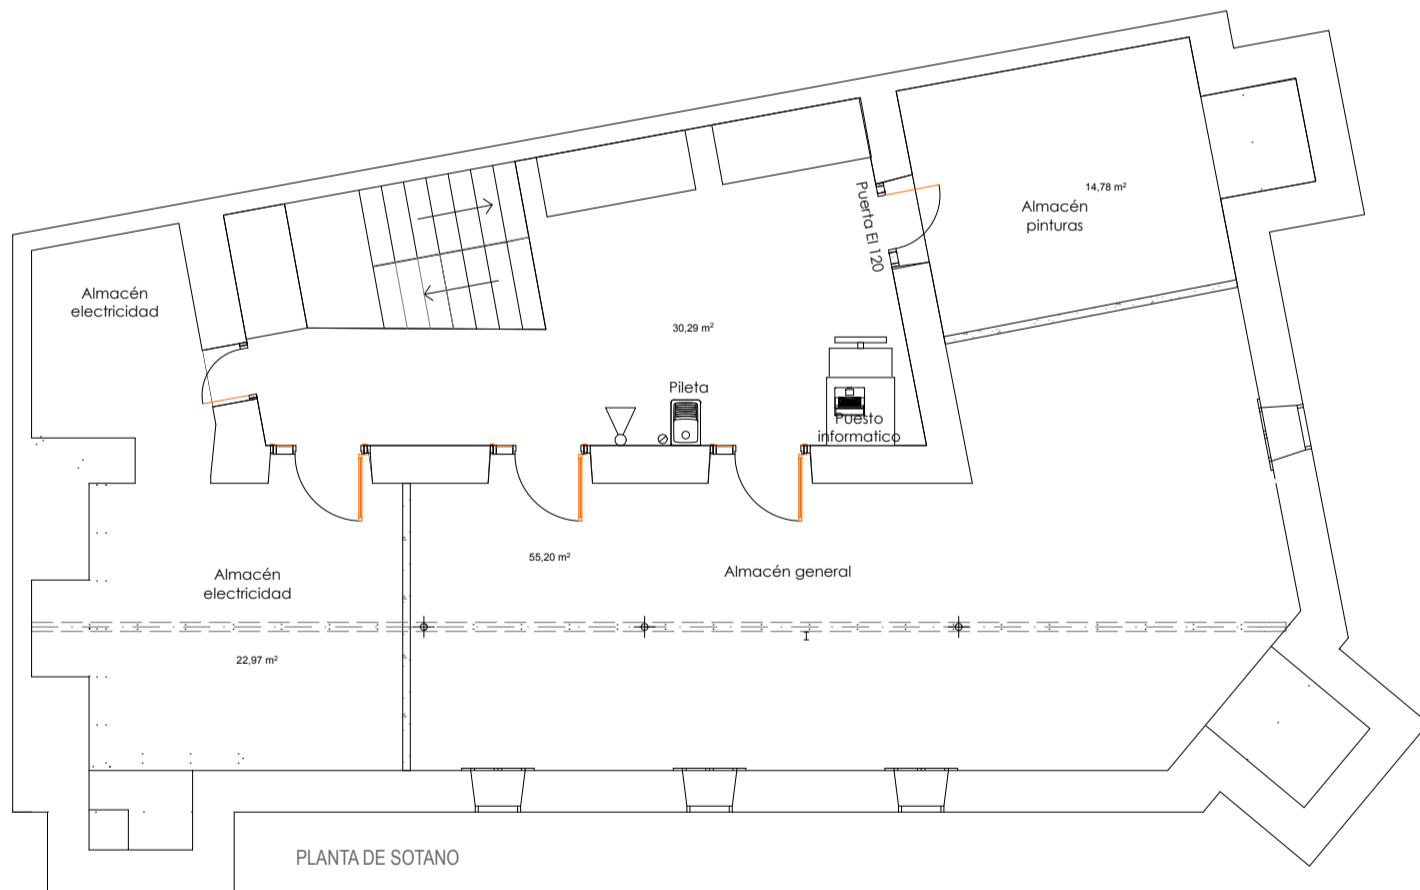 14,78 m²
Almacén
pinturas
Puerta EI 120
Almacén
electricidad
30,29 m²
Pileta
Puesto
informatico
55,20 m²
Almacén general
Almacén
electricidad
22,97 m²
PLANTA DE SOTANO